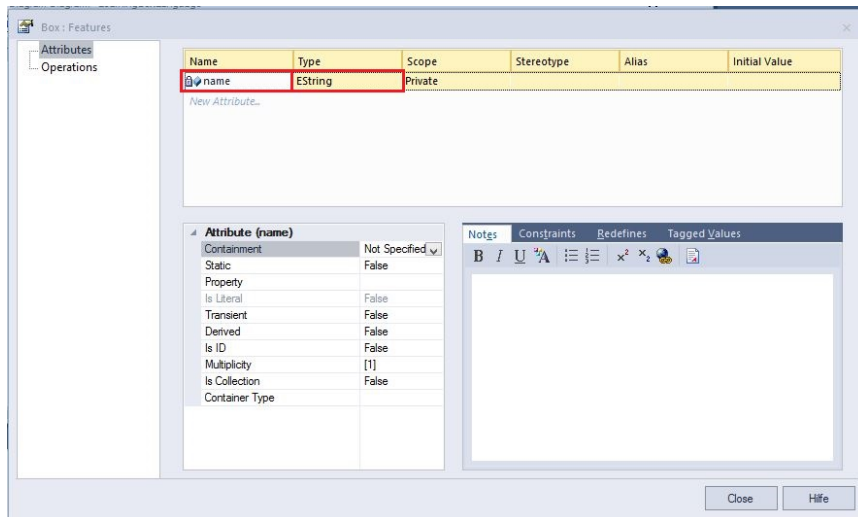 Box : Features
Attributes
Operations
Name Type Scope Stereotype Alias Initial Value
name EString Private
New Attribute...
Attribute (name)
Containment Not Specified
Static False
Property
Is Literal False
Transient False
Derived False
Is ID False
Multiplicity [1]
Is Collection False
Container Type
Notes Constraints Redefines Tagged Values
B I U A x² x₂
Close Hilfe